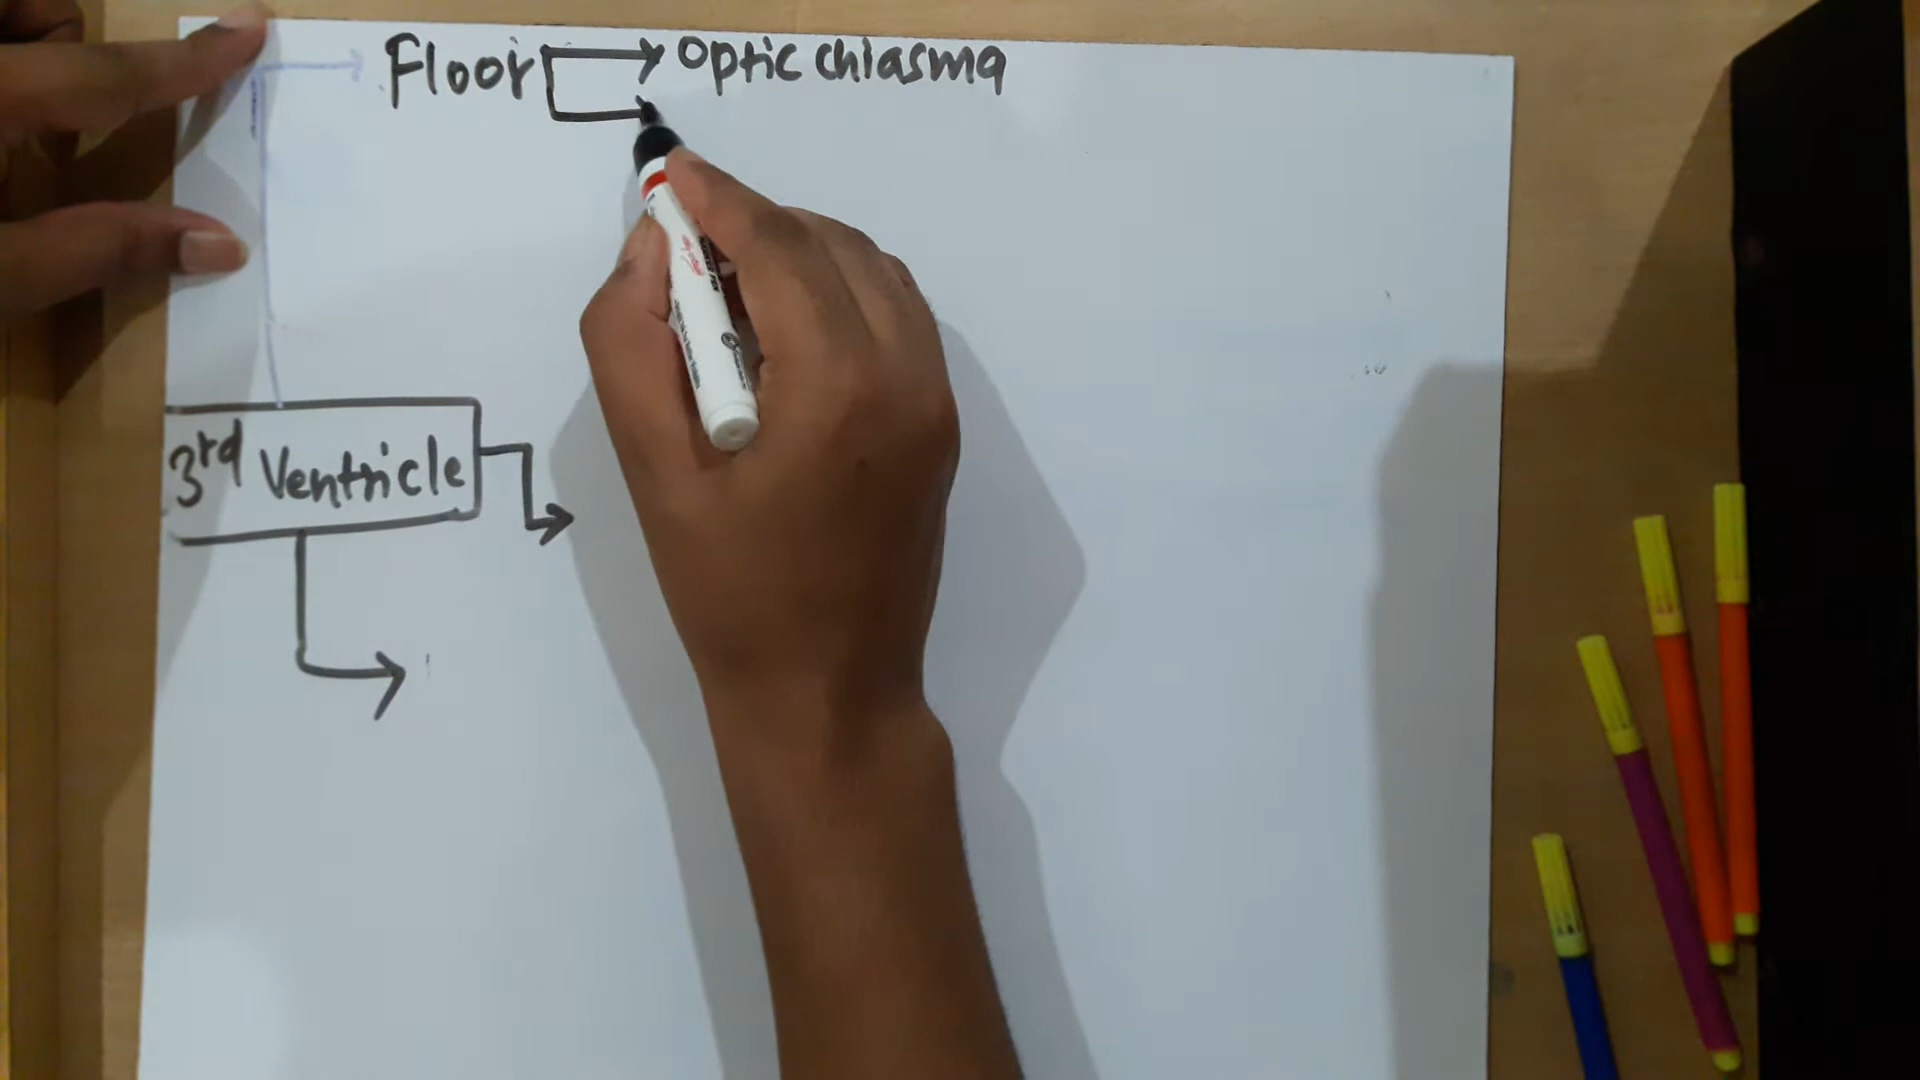 Floor → Optic chiasma
3rd Ventricle